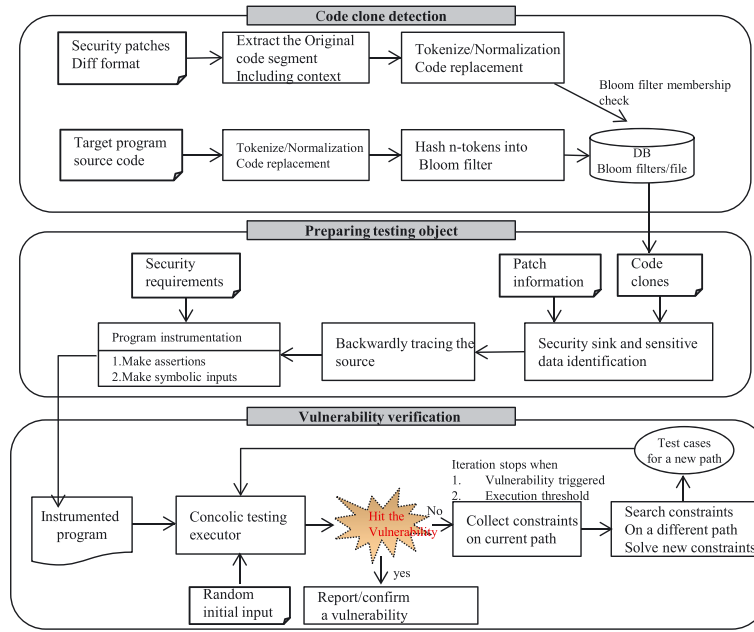 Code clone detection
Security patches
Diff format
Extract the Original
code segment
Including context
Tokenize/Normalization
Code replacement
Bloom filter membership
check
Target program
source code
Tokenize/Normalization
Code replacement
Hash n-tokens into
Bloom filter
DB
Bloom filters/file
Preparing testing object
Security
requirements
Patch
information
Code
clones
Program instrumentation
1.Make assertions
2.Make symbolic inputs
Backwardly tracing the
source
Security sink and sensitive
data identification
Vulnerability verification
Test cases
for a new path
Iteration stops when
1. Vulnerability triggered
2. Execution threshold
Instrumented
program
Concolic testing
executor
Hit the
Vulnerability
No
Collect constraints
on current path
Search constraints
On a different path
Solve new constraints
yes
Random
initial input
Report/confirm
a vulnerability